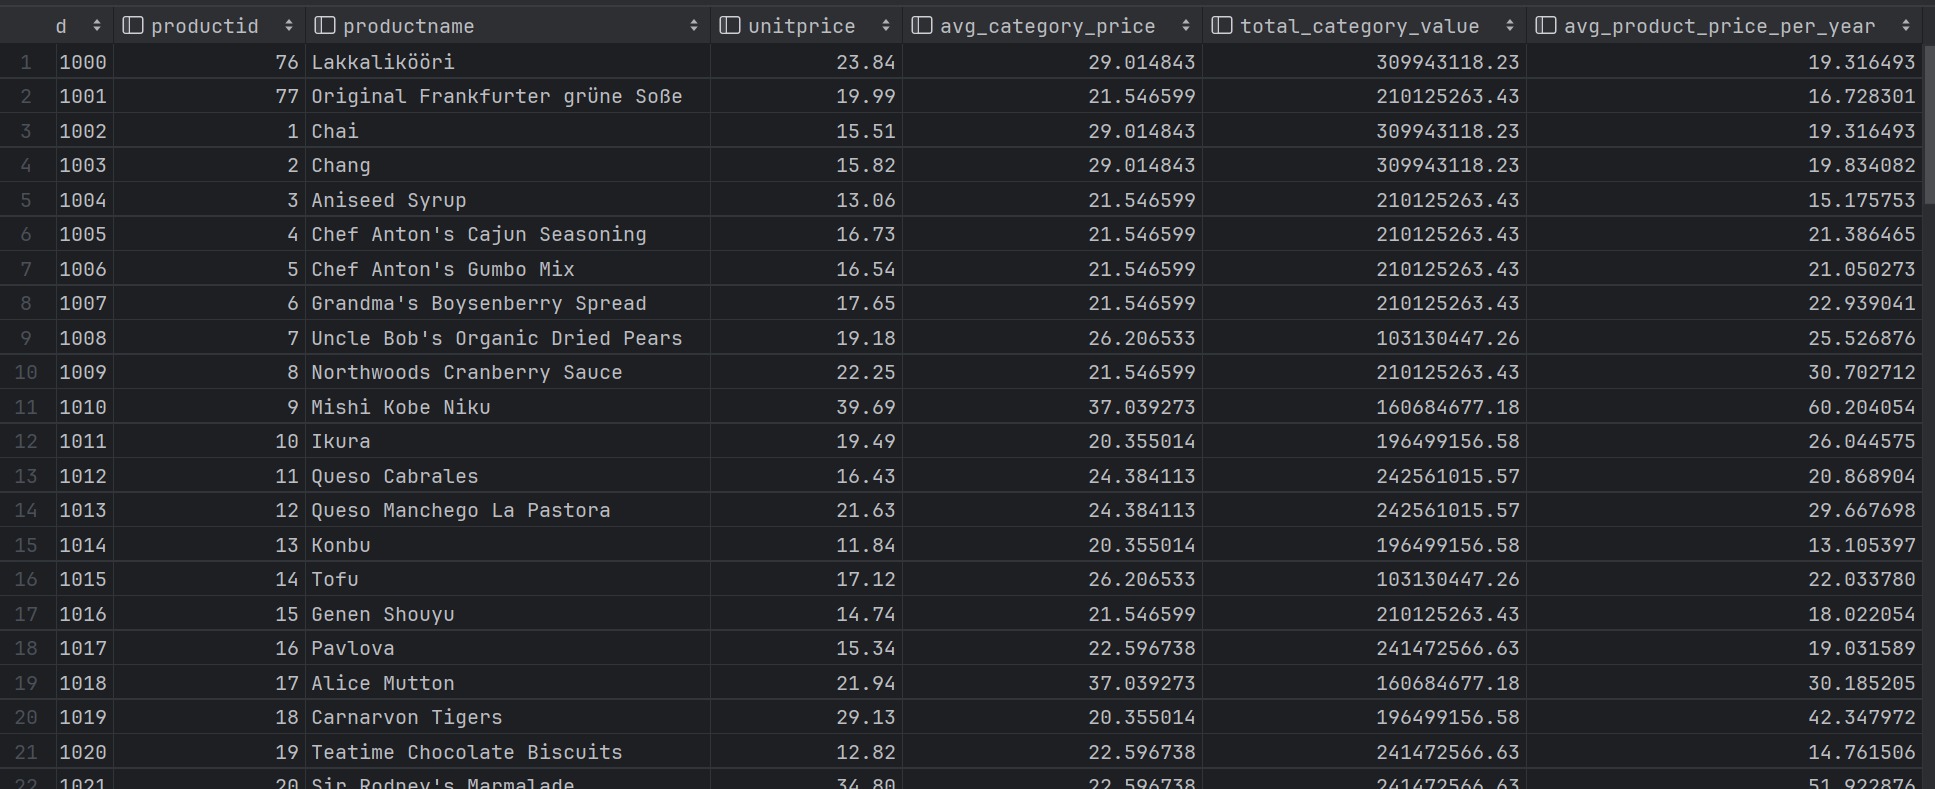 d productid productname unitprice avg_category_price total_category_value avg_product_price_per_year
1 1000 76 Lakkalikööri 23.84 29.014843 309943118.23 19.316493
2 1001 77 Original Frankfurter grüne Soße 19.99 21.546599 210125263.43 16.728301
3 1002 1 Chai 15.51 29.014843 309943118.23 19.316493
4 1003 2 Chang 15.82 29.014843 309943118.23 19.834082
5 1004 3 Aniseed Syrup 13.06 21.546599 210125263.43 15.175753
6 1005 4 Chef Anton's Cajun Seasoning 16.73 21.546599 210125263.43 21.386465
7 1006 5 Chef Anton's Gumbo Mix 16.54 21.546599 210125263.43 21.050273
8 1007 6 Grandma's Boysenberry Spread 17.65 21.546599 210125263.43 22.939041
9 1008 7 Uncle Bob's Organic Dried Pears 19.18 26.206533 103130447.26 25.526876
10 1009 8 Northwoods Cranberry Sauce 22.25 21.546599 210125263.43 30.702712
11 1010 9 Mishi Kobe Niku 39.69 37.039273 160684677.18 60.204054
12 1011 10 Ikura 19.49 20.355014 196499156.58 26.044575
13 1012 11 Queso Cabrales 16.43 24.384113 242561015.57 20.868904
14 1013 12 Queso Manchego La Pastora 21.63 24.384113 242561015.57 29.667698
15 1014 13 Konbu 11.84 20.355014 196499156.58 13.105397
16 1015 14 Tofu 17.12 26.206533 103130447.26 22.033780
17 1016 15 Genen Shouyu 14.74 21.546599 210125263.43 18.022054
18 1017 16 Pavlova 15.34 22.596738 241472566.63 19.031589
19 1018 17 Alice Mutton 21.94 37.039273 160684677.18 30.185205
20 1019 18 Carnarvon Tigers 29.13 20.355014 196499156.58 42.347972
21 1020 19 Teatime Chocolate Biscuits 12.82 22.596738 241472566.63 14.761506
22 1021 20 Sir Rodney's Marmalade 34.80 22.596738 241472566.63 51.922876